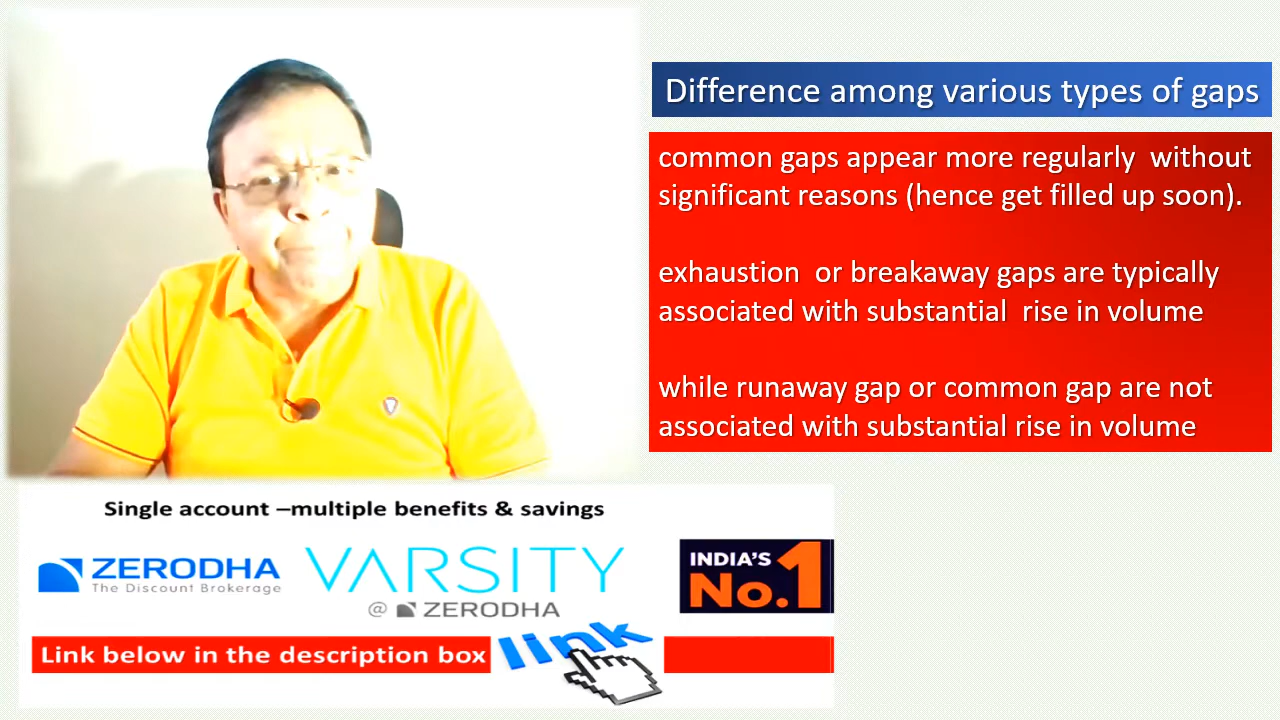 Difference among various types of gaps
common gaps appear more regularly without
significant reasons (hence get filled up soon).
exhaustion or breakaway gaps are typically
associated with substantial rise in volume
while runaway gap or common gap are not
associated with substantial rise in volume
Single account –multiple benefits & savings
ZERODHA
The Discount Brokerage
VARSITY
@ ZERODHA
INDIA'S
No.1
Link below in the description box
link